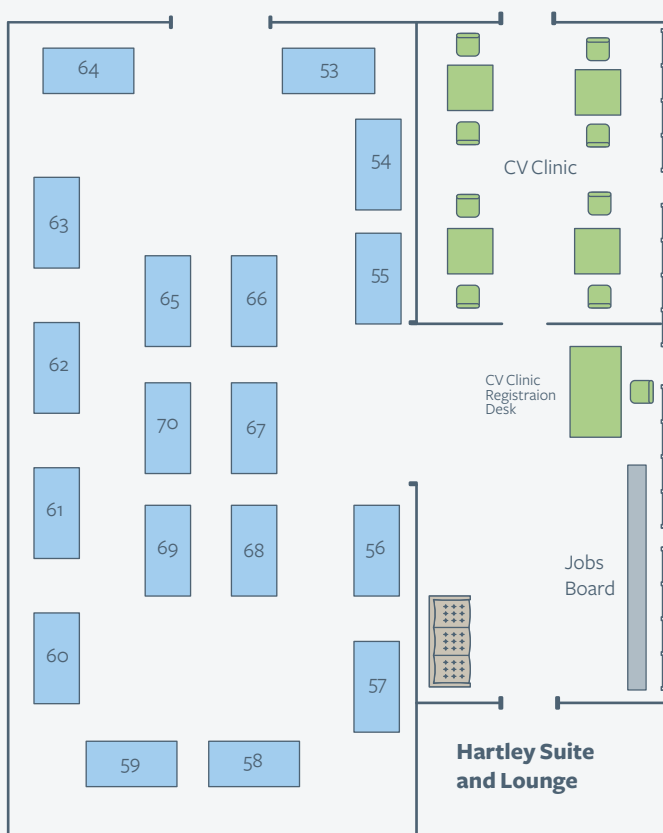 64
53
54
CV Clinic
63
55
65
66
62
CV Clinic
Registraion
Desk
70
67
61
69
68
56
Jobs
Board
60
57
59
58
Hartley Suite
and Lounge